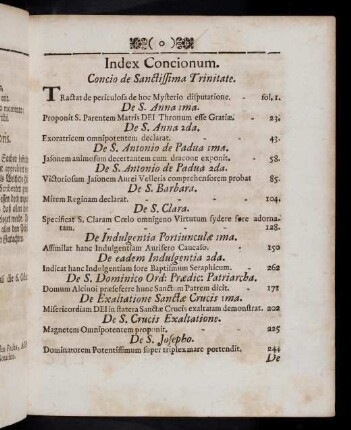 ( o )
Index Concionum.
Concio de Sanctissima Trinitate.
TRactat de periculosa de hoc Mysterio disputatione. - fol. 1.
De S. Anna 1ma.
Proponit S. Parentem Matris DEI Thronum esse Gratiæ. - 23.
De S. Anna 2da.
Exoratricem omnipotentem declarat. - 43.
De S. Antonio de Padua 1ma.
Jasonem animosam decertantem cum dracone exponit. - 58.
De S. Antonio de Padua 2da.
Victoriosum Jasonem Aurei Velleris comprehensorem probat 85.
De S. Barbara.
Mitem Reginam declarat. - - 104.
De S. Clara.
Specificat S. Claram Cœlo omnigeno Virtutum sydere fore adorna-
tam. - - - 128.
De Indulgentia Portiunculæ 1ma.
Assimilat hanc Indulgentiam Aurifero Caucaso. - 150
De eadem Indulgentia 2da.
Indicat hanc Indulgentiam fore Baptismum Seraphicum. - 262
De S. Dominico Ord: Prædic: Patriarcha.
Domum Alcinoi præseferre hunc Sanctum Patrem dicit. - 171
De Exaltatione Sanctæ Crucis 1ma.
Misericordiam DEI in statera Sanctæ Crucis exaltatam demonstrat. 202
De S. Crucis Exaltatione.
Magnetem Omnipotentem proponit. - - 225
De S. Josepho.
Dominatorem Potentissimum super triplex mare portendit. 244
De